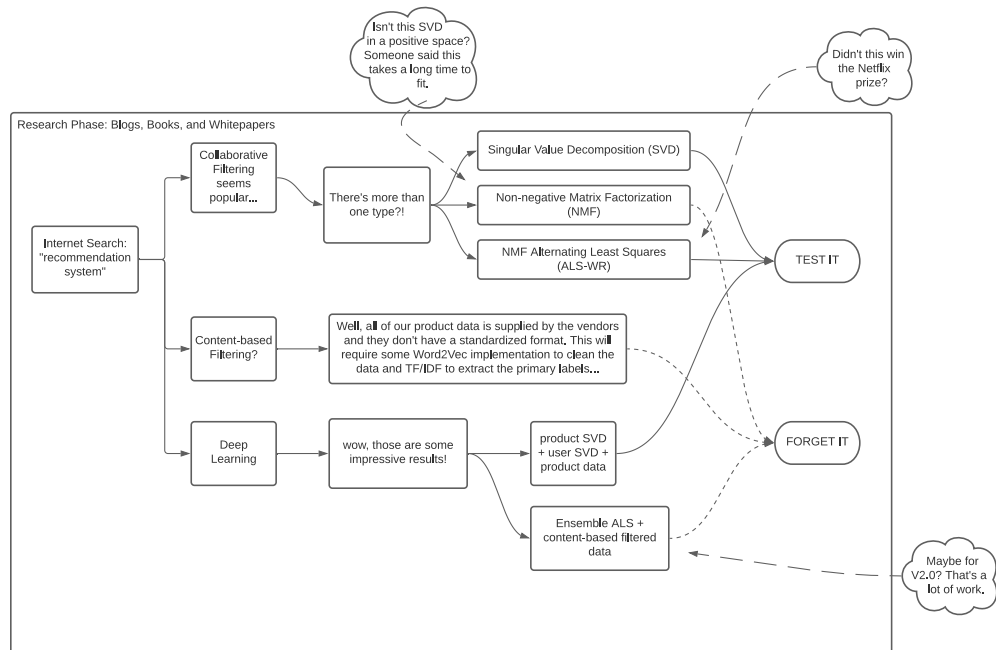 Isn't this SVD
in a positive space?
Someone said this
takes a long time to
fit.
Didn't this win
the Netflix
prize?
Research Phase: Blogs, Books, and Whitepapers
Collaborative
Filtering
seems
popular...
There's more than
one type?!
Singular Value Decomposition (SVD)
Non-negative Matrix Factorization
(NMF)
NMF Alternating Least Squares
(ALS-WR)
Internet Search:
"recommendation
system"
TEST IT
Content-based
Filtering?
Well, all of our product data is supplied by the vendors
and they don't have a standardized format. This will
require some Word2Vec implementation to clean the
data and TF/IDF to extract the primary labels...
Deep
Learning
wow, those are some
impressive results!
product SVD
+ user SVD +
product data
FORGET IT
Ensemble ALS +
content-based filtered
data
Maybe for
V2.0? That's a
lot of work.